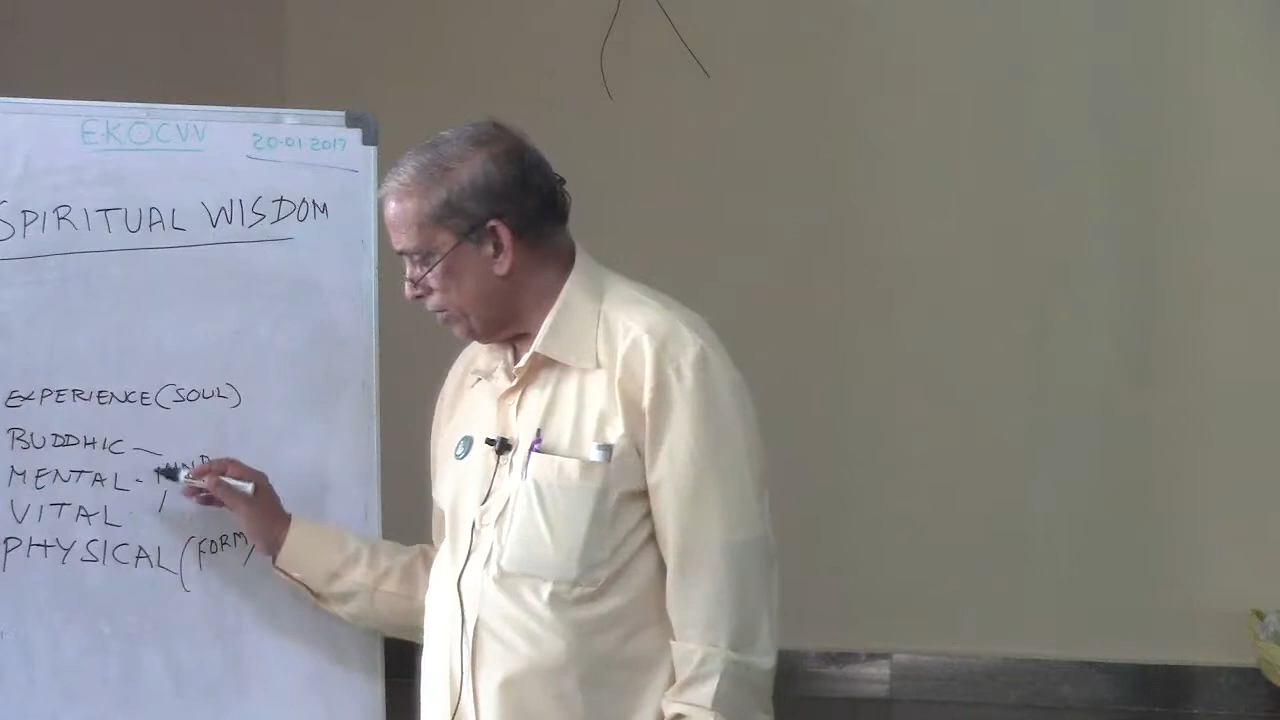 EKOCVV 20-01-2017
SPIRITUAL WISDOM
EXPERIENCE (SOUL)
BUDDHIC —
MENTAL -
VITAL
PHYSICAL (FORM)